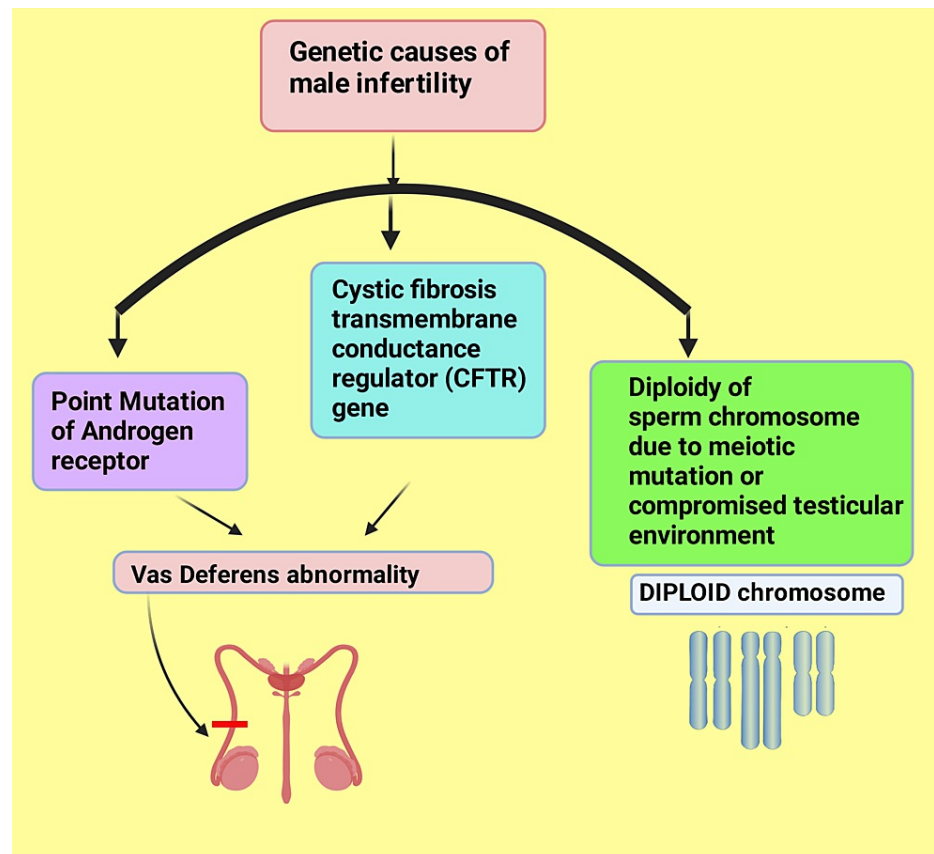 Genetic causes of
male infertility
Cystic fibrosis
transmembrane
conductance
regulator (CFTR)
gene
Point Mutation
of Androgen
receptor
Diploidy of
sperm chromosome
due to meiotic
mutation or
compromised testicular
environment
Vas Deferens abnormality
DIPLOID chromosome